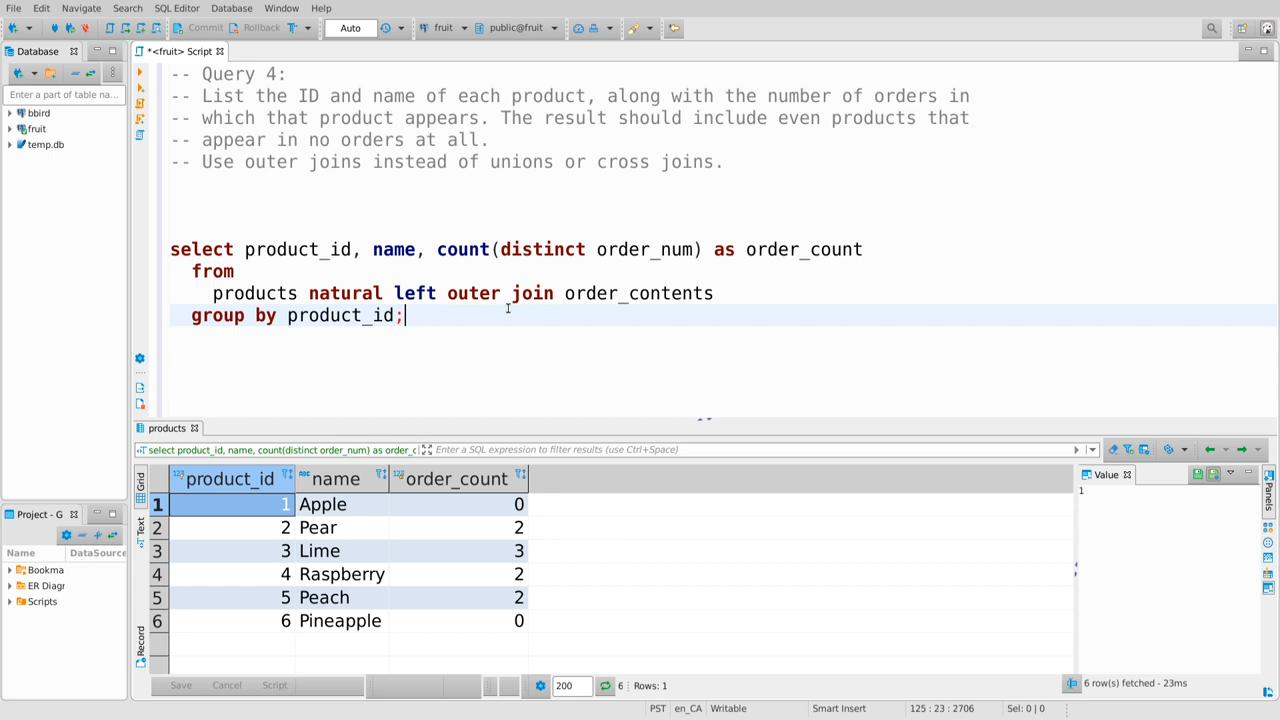 File Edit Navigate Search SQL Editor Database Window Help
Commit Rollback Auto fruit public@fruit
Database
*<fruit> Script
Enter a part of table na...
bbird
fruit
temp.db
-- Query 4:
-- List the ID and name of each product, along with the number of orders in
-- which that product appears. The result should include even products that
-- appear in no orders at all.
-- Use outer joins instead of unions or cross joins.
select product_id, name, count(distinct order_num) as order_count
from
products natural left outer join order_contents
group by product_id;
products
select product_id, name, count(distinct order_num) as order_c
Enter a SQL expression to filter results (use Ctrl+Space)
Grid
Text
Record
product_id name order_count
1 1 Apple 0
2 2 Pear 2
3 3 Lime 3
4 4 Raspberry 2
5 5 Peach 2
6 6 Pineapple 0
Value
1
Panels
Project - G
Name DataSource
Bookma
ER Diagr
Scripts
Save Cancel Script 200 6 Rows: 1
6 row(s) fetched - 23ms
PST en_CA Writable Smart Insert 125 : 23 : 2706 Sel: 0 | 0